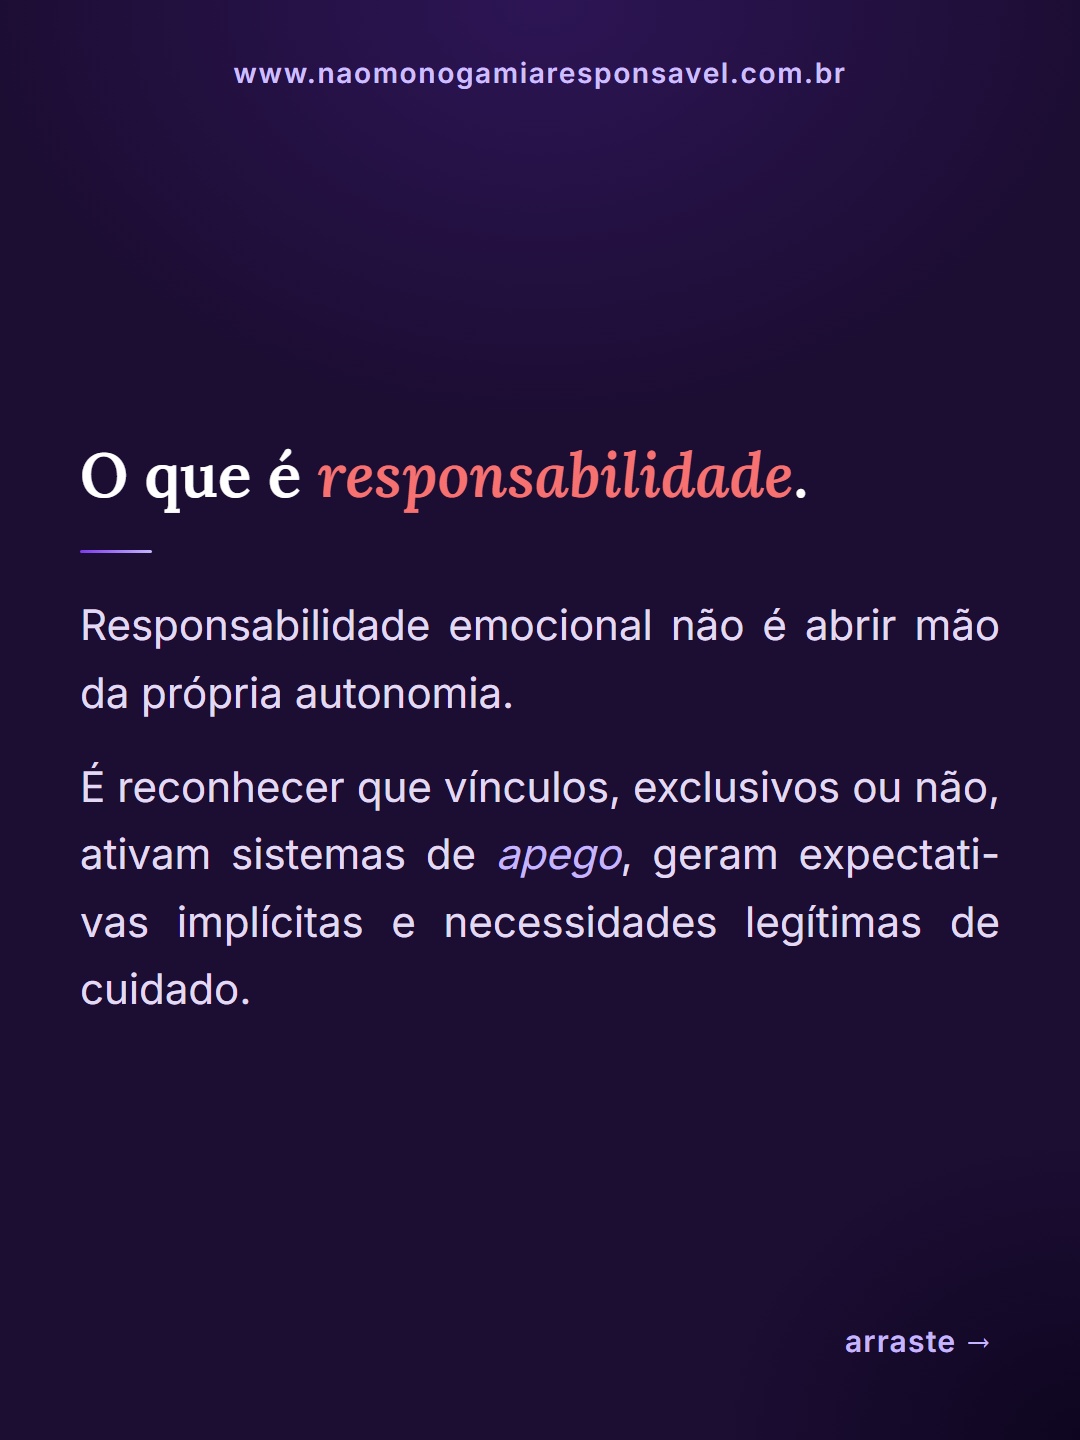 www.naomonogamiaresponsavel.com.br
O que é responsabilidade.
Responsabilidade emocional não é abrir mão
da própria autonomia.
É reconhecer que vínculos, exclusivos ou não,
ativam sistemas de apego, geram expectati-
vas implícitas e necessidades legítimas de
cuidado.
arraste →